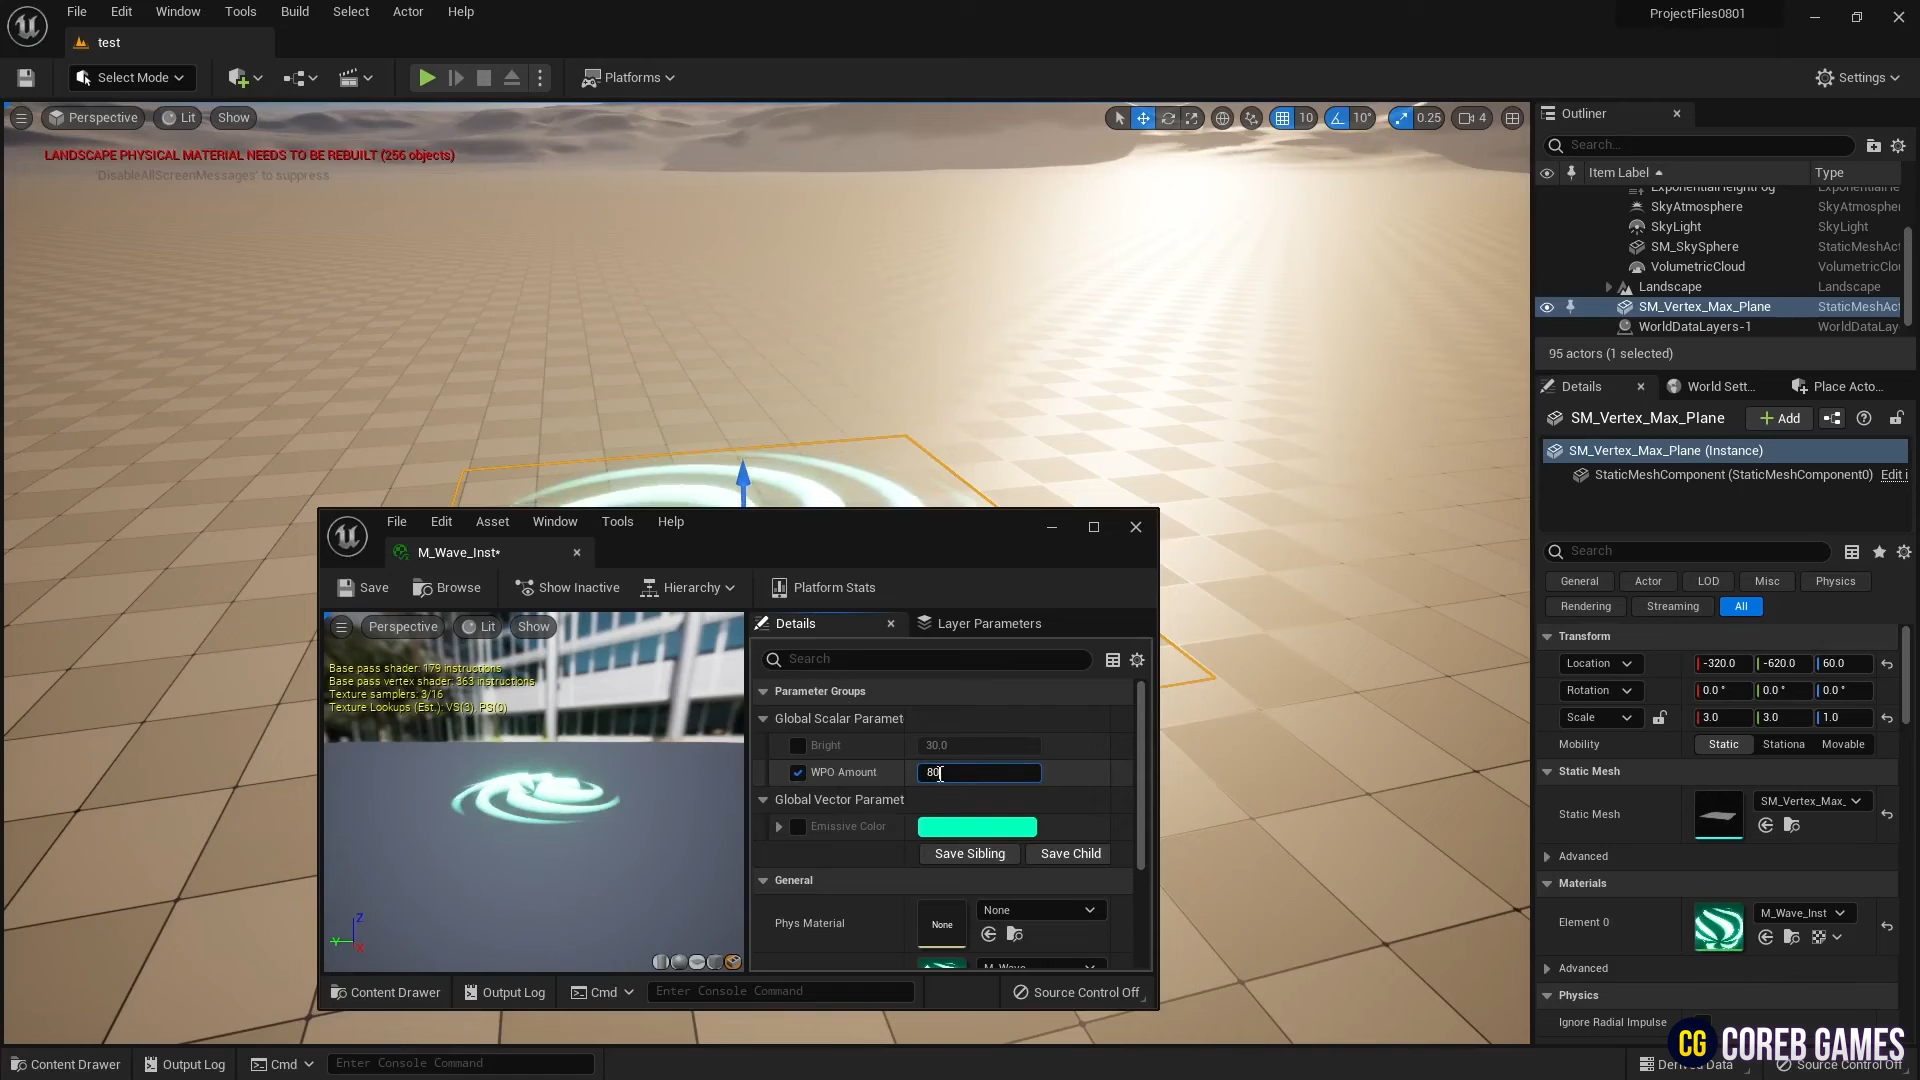 File Edit Window Tools Build Select Actor Help
ProjectFiles0801
test
Select Mode
Platforms
Settings
Perspective Lit Show
10 10° 0.25 4
LANDSCAPE PHYSICAL MATERIAL NEEDS TO BE REBUILT (256 objects)
'DisableAllScreenMessages' to suppress
Outliner
Search...
Item Label Type
ExponentialHeightFog
SkyAtmosphere SkyAtmospher
SkyLight SkyLight
SM_SkySphere StaticMeshAct
VolumetricCloud VolumetricClou
Landscape Landscape
SM_Vertex_Max_Plane StaticMeshAct
WorldDataLayers-1 WorldDataLay
95 actors (1 selected)
Details World Sett... Place Acto...
SM_Vertex_Max_Plane Add
SM_Vertex_Max_Plane (Instance)
StaticMeshComponent (StaticMeshComponent0) Edit i
Search
General Actor LOD Misc Physics
Rendering Streaming All
Transform
Location -320.0 -620.0 60.0
Rotation 0.0 ° 0.0 ° 0.0 °
Scale 3.0 3.0 1.0
Mobility Static Stationa Movable
Static Mesh
Static Mesh SM_Vertex_Max_
Advanced
Materials
Element 0 M_Wave_Inst
Advanced
Physics
Ignore Radial Impulse
File Edit Asset Window Tools Help
M_Wave_Inst*
Save Browse Show Inactive Hierarchy Platform Stats
Perspective Lit Show
Base pass shader: 179 instructions
Base pass vertex shader: 363 instructions
Texture samplers: 3/16
Texture Lookups (Est.): VS(3), PS(0)
Z
Y
X
Details Layer Parameters
Search
Parameter Groups
Global Scalar Paramet
Bright 30.0
WPO Amount 80
Global Vector Paramet
Emissive Color
Save Sibling Save Child
General
Phys Material None None
M_Wave
Content Drawer Output Log Cmd Enter Console Command Source Control Off
Content Drawer Output Log Cmd Enter Console Command Data Source Control Off
CG COREB GAMES